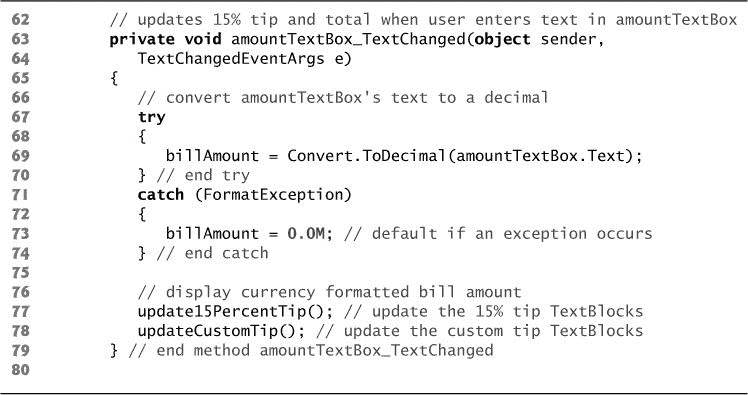 62 // updates 15% tip and total when user enters text in amountTextBox
63 private void amountTextBox_TextChanged(object sender,
64 TextChangedEventArgs e)
65 {
66 // convert amountTextBox's text to a decimal
67 try
68 {
69 billAmount = Convert.ToDecimal(amountTextBox.Text);
70 } // end try
71 catch (FormatException)
72 {
73 billAmount = 0.0M; // default if an exception occurs
74 } // end catch
75
76 // display currency formatted bill amount
77 update15PercentTip(); // update the 15% tip TextBlocks
78 updateCustomTip(); // update the custom tip TextBlocks
79 } // end method amountTextBox_TextChanged
80